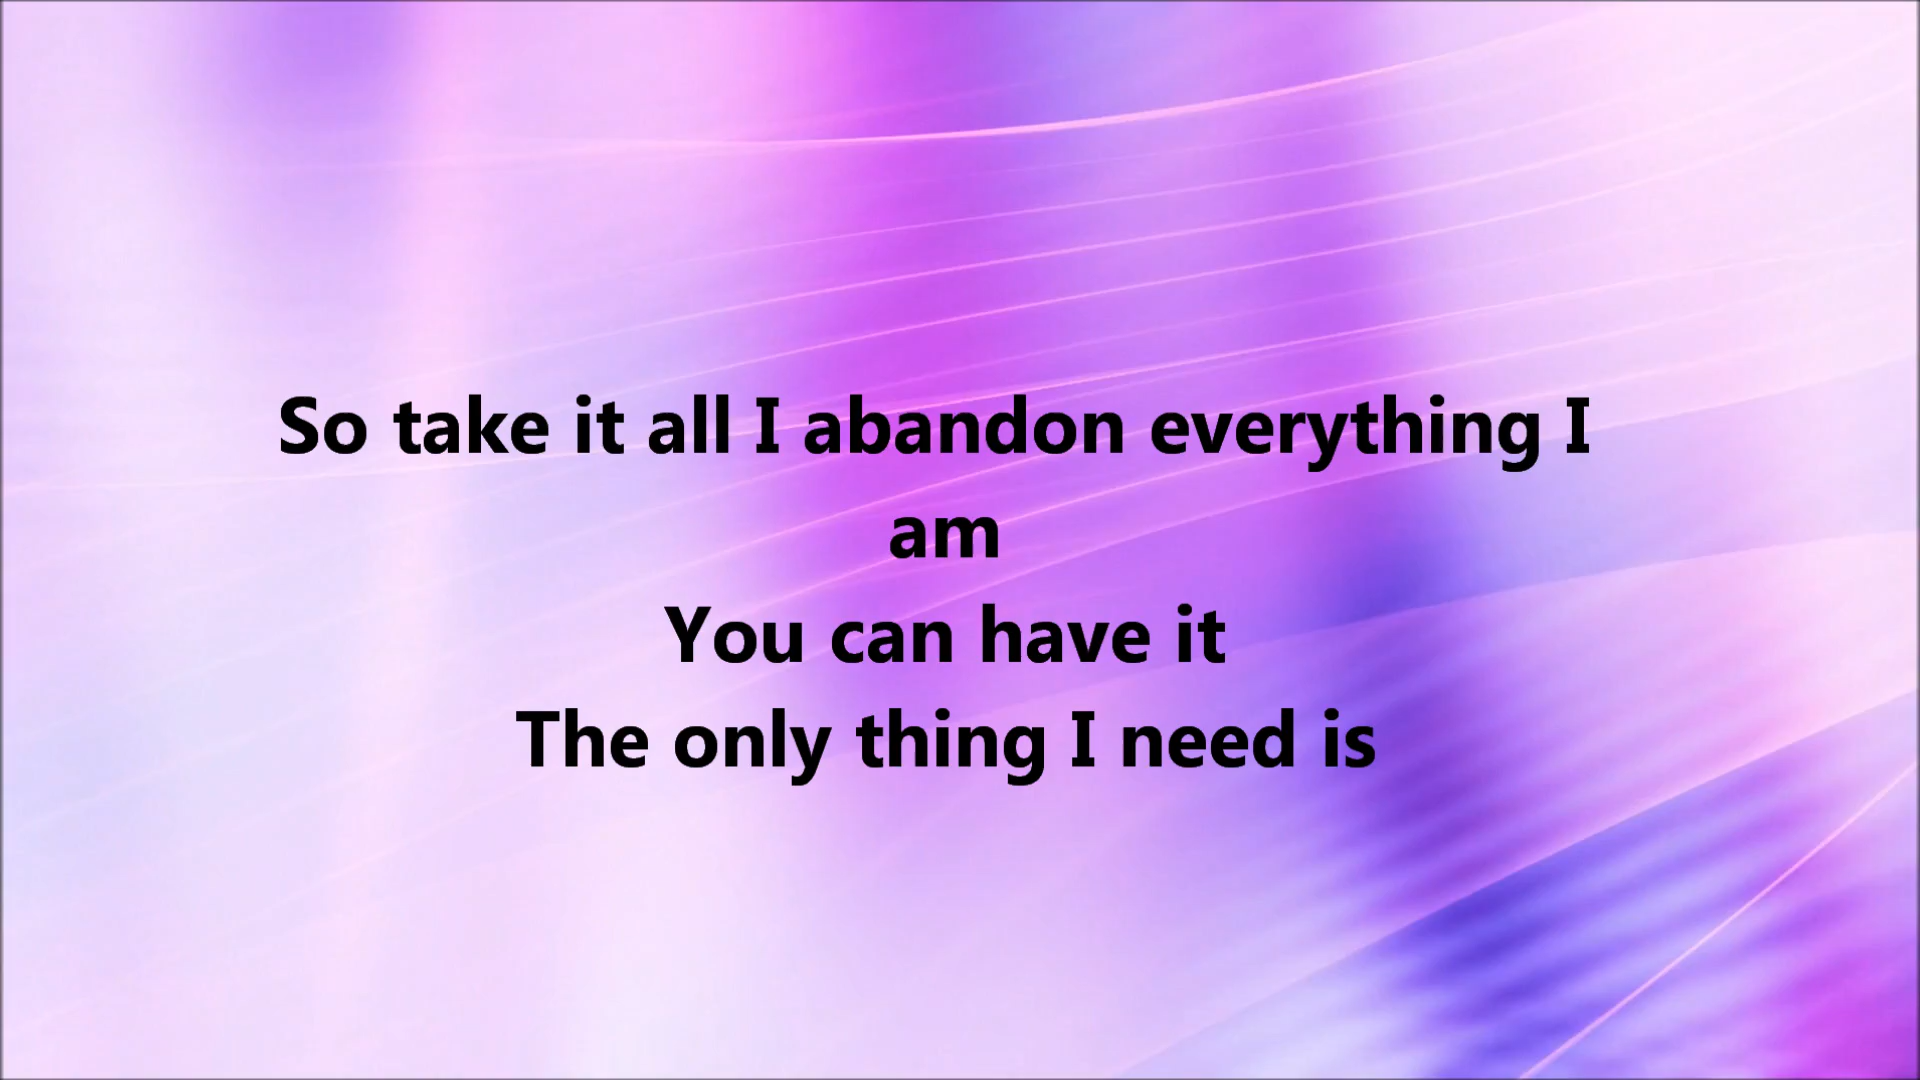 So take it all I abandon everything I
am
You can have it
The only thing I need is